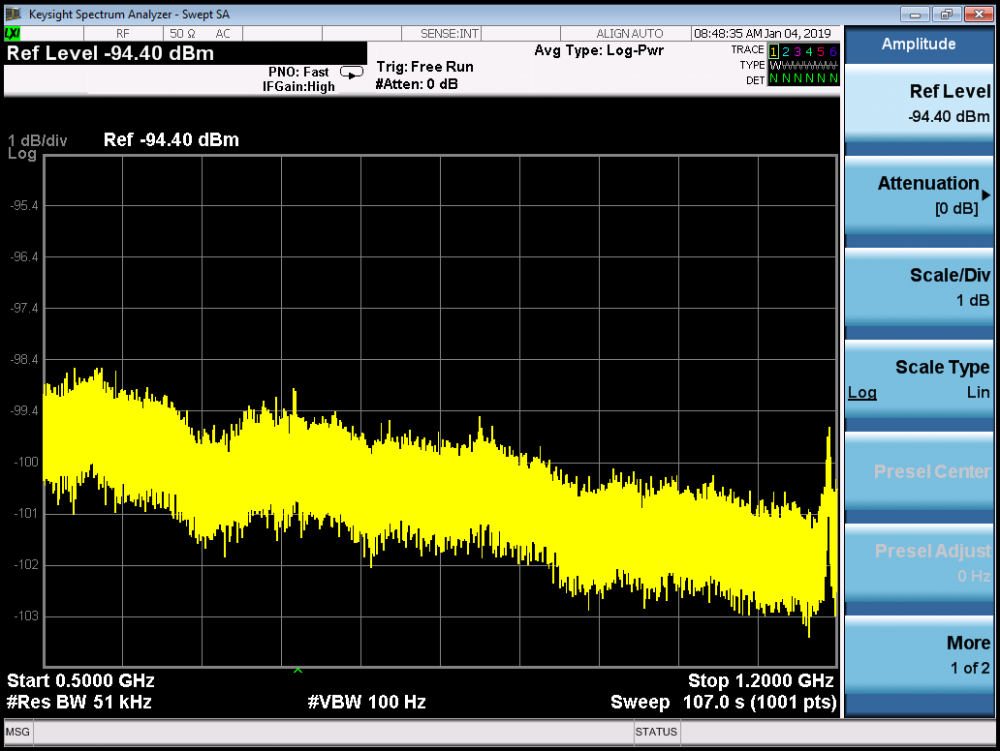 Keysight Spectrum Analyzer - Swept SA
LXI RF 50 Ω AC SENSE:INT ALIGN AUTO 08:48:35 AM Jan 04, 2019
Ref Level -94.40 dBm
PNO: Fast
IFGain:High
Trig: Free Run
#Atten: 0 dB
Avg Type: Log-Pwr
TRACE 1 2 3 4 5 6
TYPE WWWWWW
DET N N N N N N
1 dB/div
Log
Ref -94.40 dBm
-95.4
-96.4
-97.4
-98.4
-99.4
-100
-101
-102
-103
Start 0.5000 GHz
#Res BW 51 kHz
#VBW 100 Hz
Stop 1.2000 GHz
Sweep 107.0 s (1001 pts)
MSG
STATUS
Amplitude
Ref Level
-94.40 dBm
Attenuation
[0 dB]
Scale/Div
1 dB
Scale Type
Log Lin
Presel Center
Presel Adjust
0 Hz
More
1 of 2